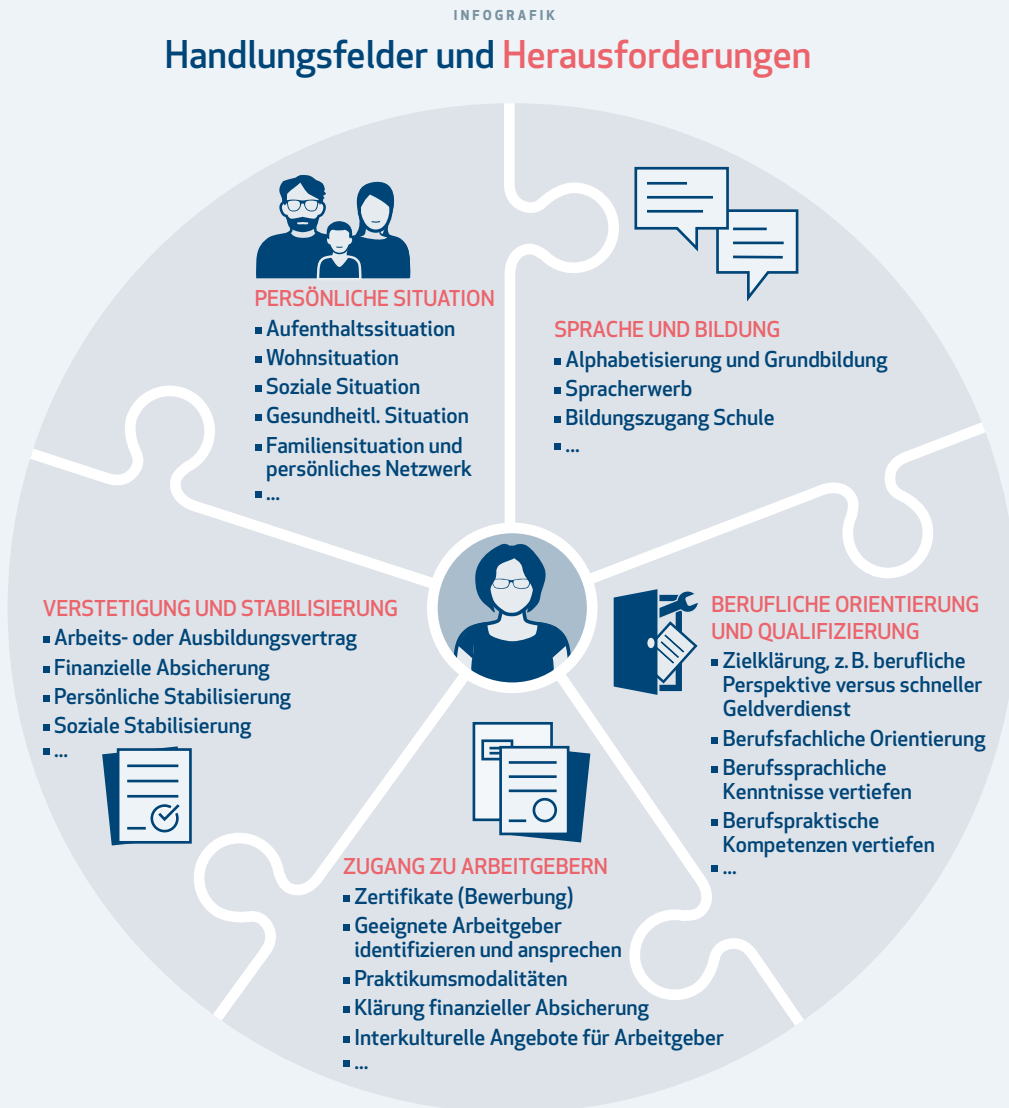 INFOGRAFIK
Handlungsfelder und Herausforderungen
PERSÖNLICHE SITUATION
▪ Aufenthaltssituation
▪ Wohnsituation
▪ Soziale Situation
▪ Gesundheitl. Situation
▪ Familiensituation und
persönliches Netzwerk
▪ ...
SPRACHE UND BILDUNG
▪ Alphabetisierung und Grundbildung
▪ Spracherwerb
▪ Bildungszugang Schule
▪ ...
BERUFLICHE ORIENTIERUNG
UND QUALIFIZIERUNG
▪ Zielklärung, z. B. berufliche
Perspektive versus schneller
Geldverdienst
▪ Berufsfachliche Orientierung
▪ Berufssprachliche
Kenntnisse vertiefen
▪ Berufspraktische
Kompetenzen vertiefen
▪ ...
ZUGANG ZU ARBEITGEBERN
▪ Zertifikate (Bewerbung)
▪ Geeignete Arbeitgeber
identifizieren und ansprechen
▪ Praktikumsmodalitäten
▪ Klärung finanzieller Absicherung
▪ Interkulturelle Angebote für Arbeitgeber
▪ ...
VERSTETIGUNG UND STABILISIERUNG
▪ Arbeits- oder Ausbildungsvertrag
▪ Finanzielle Absicherung
▪ Persönliche Stabilisierung
▪ Soziale Stabilisierung
▪ ...